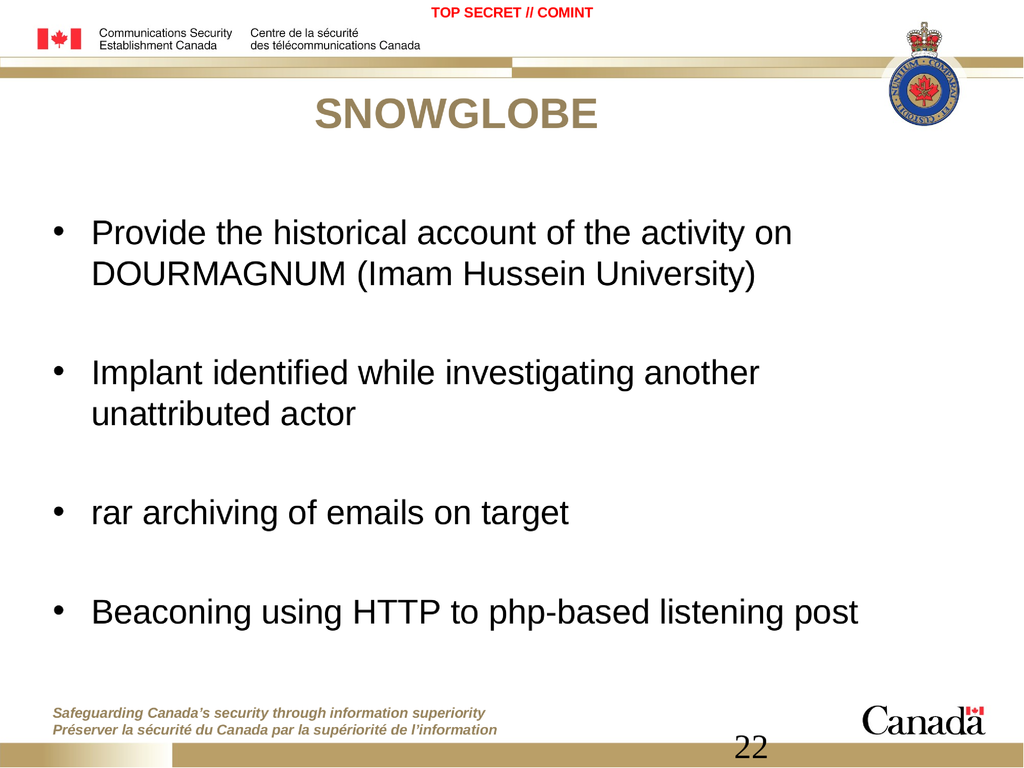 TOP SECRET // COMINT
Communications Security Centre de la sécurité
Establishment Canada des télécommunications Canada
SNOWGLOBE
• Provide the historical account of the activity on
DOURMAGNUM (Imam Hussein University)
• Implant identified while investigating another
unattributed actor
• rar archiving of emails on target
• Beaconing using HTTP to php-based listening post
Safeguarding Canada’s security through information superiority
Préserver la sécurité du Canada par la supériorité de l’information
Canada
22